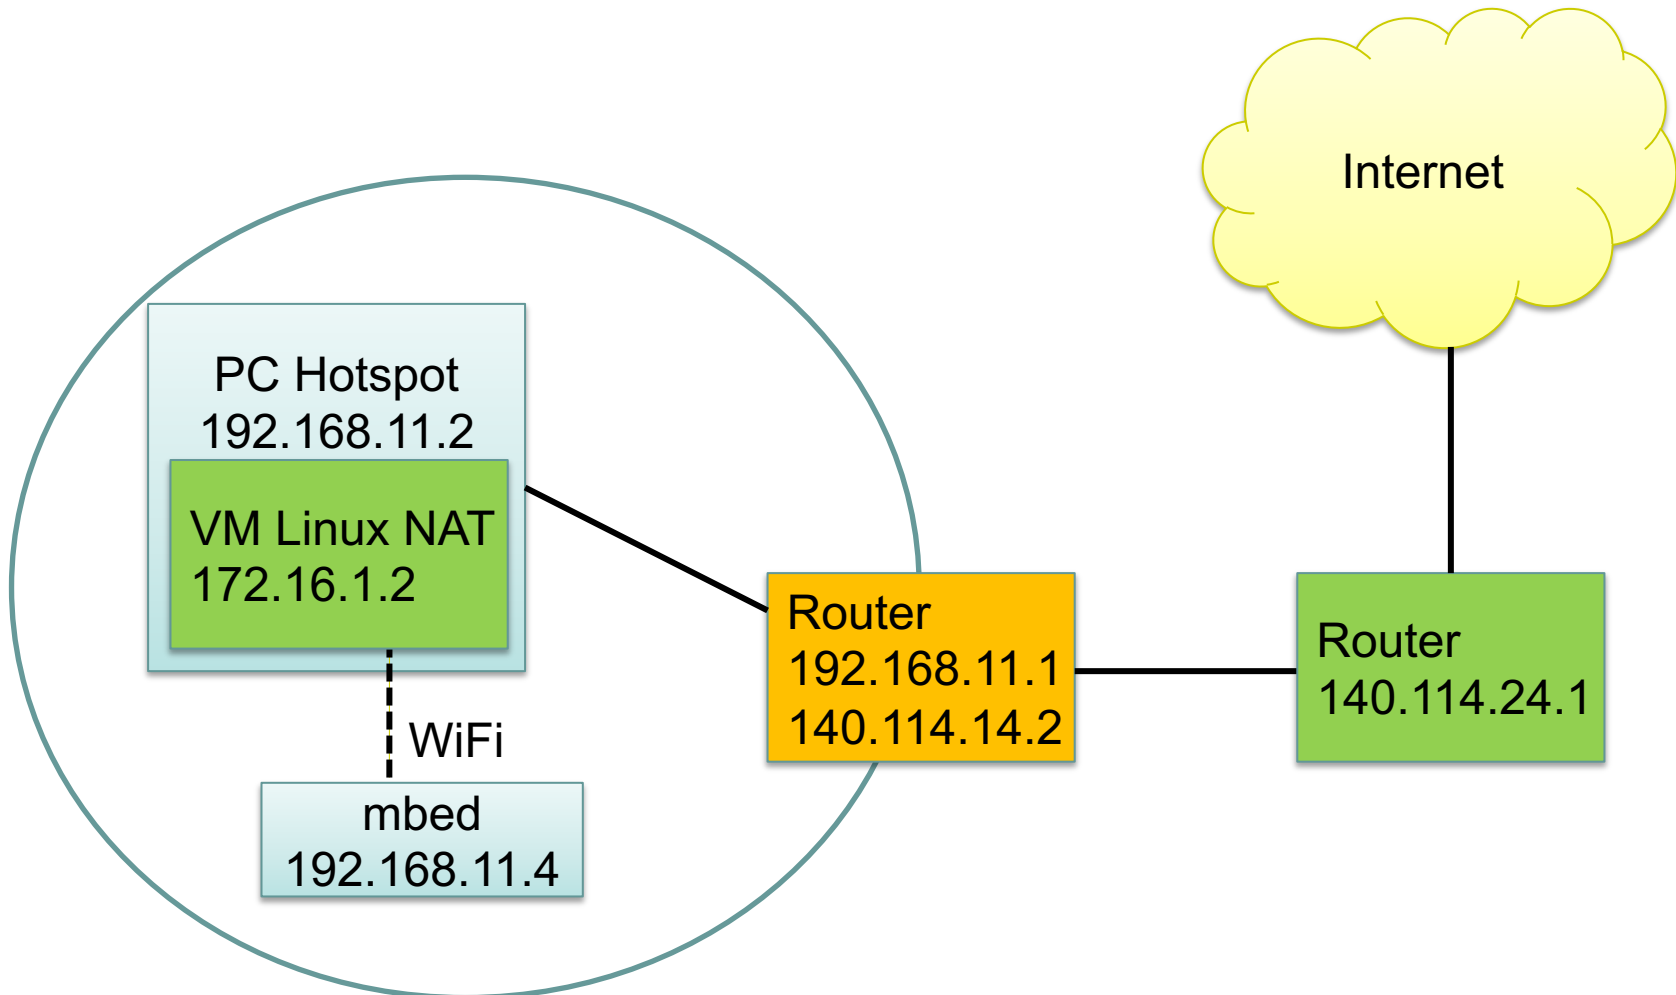 Internet
PC Hotspot
192.168.11.2
VM Linux NAT
172.16.1.2
WiFi
mbed
192.168.11.4
Router
192.168.11.1
140.114.14.2
Router
140.114.24.1